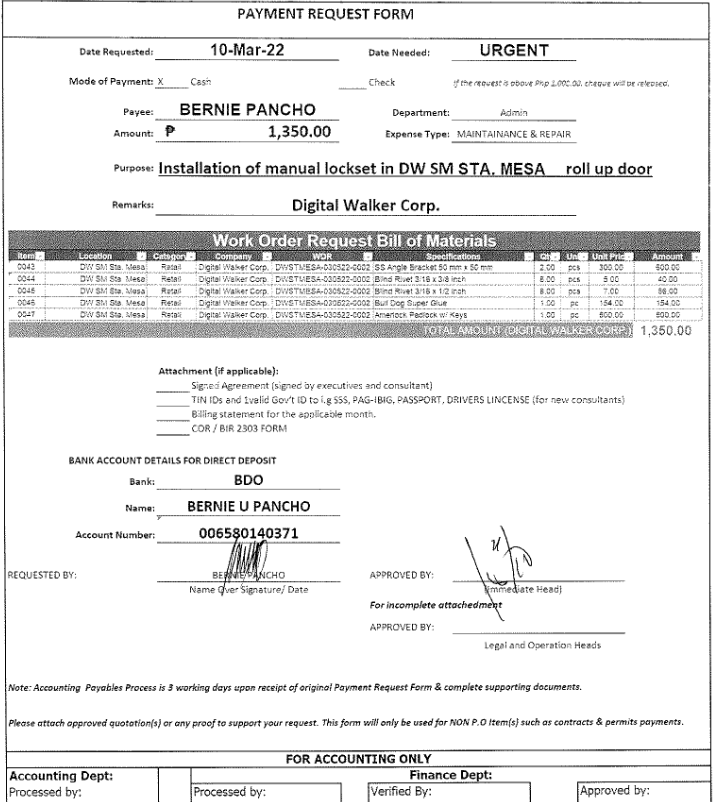 PAYMENT REQUEST FORM
Date Requested: 10-Mar-22 Date Needed: URGENT
Mode of Payment: X Cash Check If the request is above Php 1,000.00, cheque will be released.
Payee: BERNIE PANCHO Department: Admin
Amount: ₱ 1,350.00 Expense Type: MAINTAINANCE & REPAIR
Purpose: Installation of manual lockset in DW SM STA. MESA roll up door
Remarks: Digital Walker Corp.
Work Order Request Bill of Materials
Item Location Category Company WOR Specifications Qty Unit Unit Price Amount
0043 DW SM Sta. Mesa Retail Digital Walker Corp. DWSTMESA-030522-0002 SS Angle Bracket 50 mm x 50 mm 2.00 pcs 300.00 600.00
0044 DW SM Sta. Mesa Retail Digital Walker Corp. DWSTMESA-030522-0002 Blind Rivet 3/16 x 3/8 inch 8.00 pcs 5.00 40.00
0045 DW SM Sta. Mesa Retail Digital Walker Corp. DWSTMESA-030522-0002 Blind Rivet 3/16 x 1/2 inch 8.00 pcs 7.00 56.00
0046 DW SM Sta. Mesa Retail Digital Walker Corp. DWSTMESA-030522-0002 Bull Dog Super Glue 1.00 pc 154.00 154.00
0047 DW SM Sta. Mesa Retail Digital Walker Corp. DWSTMESA-030522-0002 Amerlock Padlock w/ Keys 1.00 pc 500.00 500.00
TOTAL AMOUNT (DIGITAL WALKER CORP.) 1,350.00
Attachment (if applicable):
Signed Agreement (signed by executives and consultant)
TIN IDs and 1valid Gov't ID to i.g SSS, PAG-IBIG, PASSPORT, DRIVERS LINCENSE (for new consultants)
Billing statement for the applicable month.
COR / BIR 2303 FORM
BANK ACCOUNT DETAILS FOR DIRECT DEPOSIT
Bank: BDO
Name: BERNIE U PANCHO
Account Number: 006580140371
REQUESTED BY: BERNIE PANCHO APPROVED BY:
Name Over Signature/ Date (Immediate Head)
For incomplete attachedment
APPROVED BY:
Legal and Operation Heads
Note: Accounting Payables Process is 3 working days upon receipt of original Payment Request Form & complete supporting documents.
Please attach approved quotation(s) or any proof to support your request. This form will only be used for NON P.O Item(s) such as contracts & permits payments.
FOR ACCOUNTING ONLY
Accounting Dept: Finance Dept:
Processed by: Processed by: Verified By: Approved by: